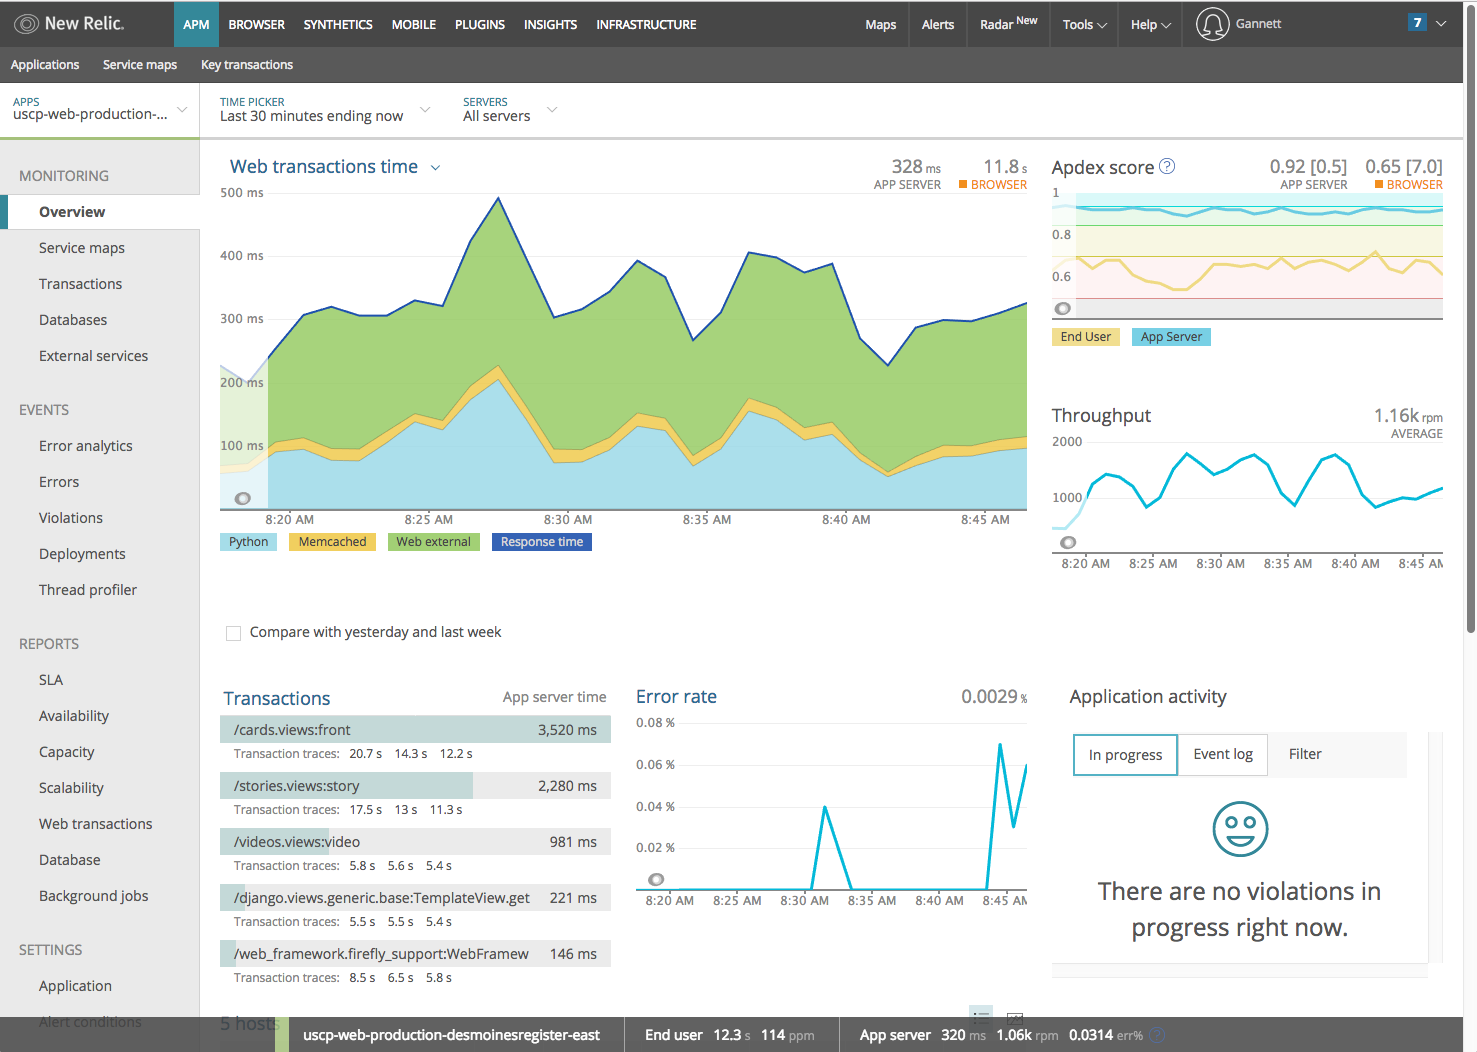 New Relic.
APM BROWSER SYNTHETICS MOBILE PLUGINS INSIGHTS INFRASTRUCTURE
Maps Alerts Radar New Tools Help Gannett 7
Applications Service maps Key transactions
APPS
uscp-web-production-...
TIME PICKER
Last 30 minutes ending now
SERVERS
All servers
MONITORING
Overview
Service maps
Transactions
Databases
External services
EVENTS
Error analytics
Errors
Violations
Deployments
Thread profiler
REPORTS
SLA
Availability
Capacity
Scalability
Web transactions
Database
Background jobs
SETTINGS
Application
Alert conditions
Web transactions time
328 ms
APP SERVER
11.8 s
BROWSER
500 ms
400 ms
300 ms
200 ms
100 ms
8:20 AM 8:25 AM 8:30 AM 8:35 AM 8:40 AM 8:45 AM
Python Memcached Web external Response time
Compare with yesterday and last week
Apdex score ?
0.92 [0.5]
APP SERVER
0.65 [7.0]
BROWSER
1
0.8
0.6
End User App Server
Throughput
1.16k rpm
AVERAGE
2000
1000
8:20 AM 8:25 AM 8:30 AM 8:35 AM 8:40 AM 8:45 AM
Transactions App server time
/cards.views:front 3,520 ms
Transaction traces: 20.7 s 14.3 s 12.2 s
/stories.views:story 2,280 ms
Transaction traces: 17.5 s 13 s 11.3 s
/videos.views:video 981 ms
Transaction traces: 5.8 s 5.6 s 5.4 s
/django.views.generic.base:TemplateView.get 221 ms
Transaction traces: 5.5 s 5.5 s 5.4 s
/web_framework.firefly_support:WebFramew 146 ms
Transaction traces: 8.5 s 6.5 s 5.8 s
Error rate 0.0029 %
0.08 %
0.06 %
0.04 %
0.02 %
8:20 AM 8:25 AM 8:30 AM 8:35 AM 8:40 AM 8:45 AM
Application activity
In progress Event log Filter
There are no violations in
progress right now.
5 hosts
uscp-web-production-desmoinesregister-east End user 12.3 s 114 ppm App server 320 ms 1.06k rpm 0.0314 err% ?